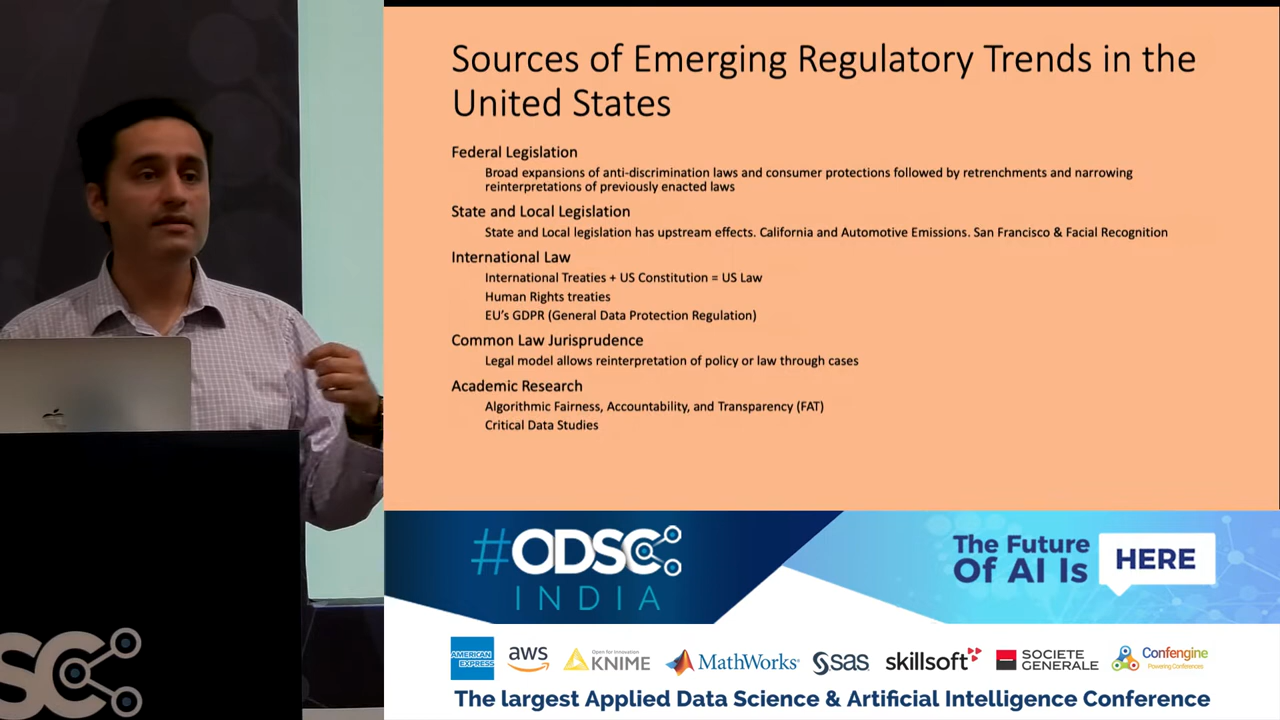 Sources of Emerging Regulatory Trends in the
United States
Federal Legislation
Broad expansions of anti-discrimination laws and consumer protections followed by retrenchments and narrowing
reinterpretations of previously enacted laws
State and Local Legislation
State and Local legislation has upstream effects. California and Automotive Emissions. San Francisco & Facial Recognition
International Law
International Treaties + US Constitution = US Law
Human Rights treaties
EU's GDPR (General Data Protection Regulation)
Common Law Jurisprudence
Legal model allows reinterpretation of policy or law through cases
Academic Research
Algorithmic Fairness, Accountability, and Transparency (FAT)
Critical Data Studies
#ODSC
INDIA
The Future
Of AI Is
HERE
SC
AMERICAN
EXPRESS
aws
Open for Innovation
KNIME
MathWorks
sas
skillsoft
SOCIETE
GENERALE
Confengine
Powering Conferences
The largest Applied Data Science & Artificial Intelligence Conference